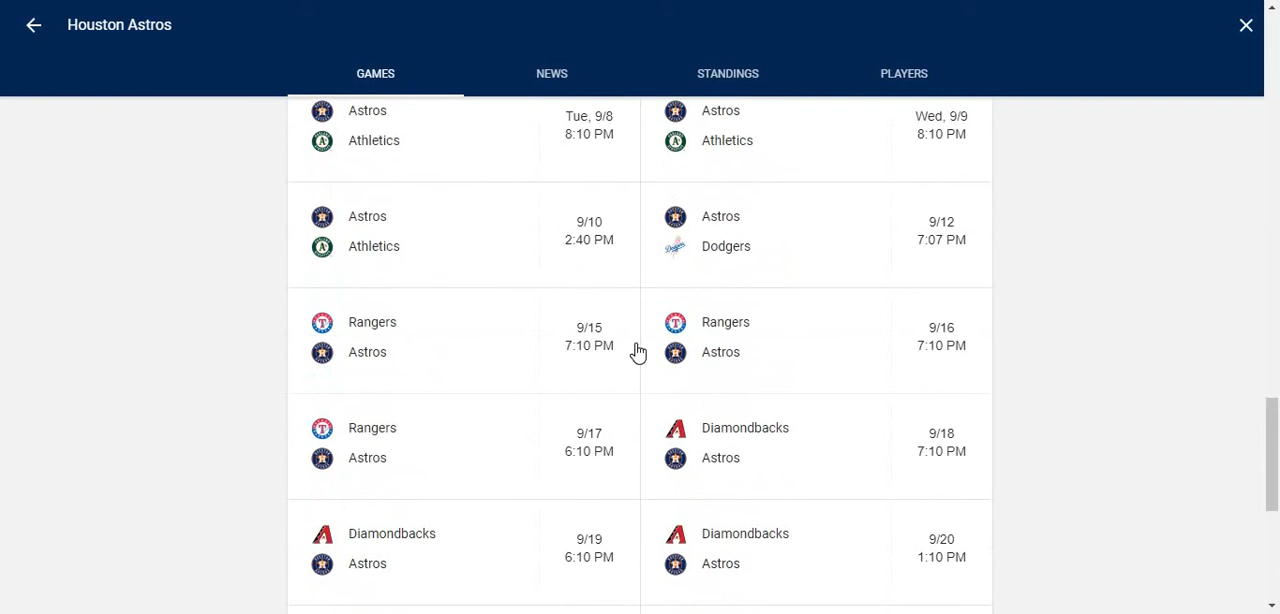 Houston Astros
GAMES NEWS STANDINGS PLAYERS
Astros
Athletics
Tue, 9/8
8:10 PM
Astros
Athletics
Wed, 9/9
8:10 PM
Astros
Athletics
9/10
2:40 PM
Astros
Dodgers
9/12
7:07 PM
Rangers
Astros
9/15
7:10 PM
Rangers
Astros
9/16
7:10 PM
Rangers
Astros
9/17
6:10 PM
Diamondbacks
Astros
9/18
7:10 PM
Diamondbacks
Astros
9/19
6:10 PM
Diamondbacks
Astros
9/20
1:10 PM